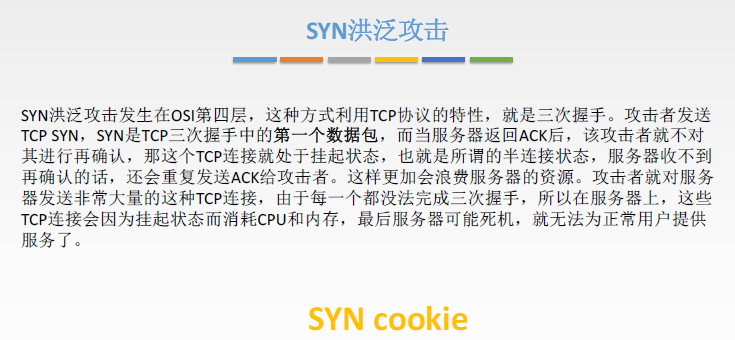 SYN洪泛攻击
SYN洪泛攻击发生在OSI第四层，这种方式利用TCP协议的特性，就是三次握手。攻击者发送
TCP SYN，SYN是TCP三次握手中的第一个数据包，而当服务器返回ACK后，该攻击者就不对
其进行再确认，那这个TCP连接就处于挂起状态，也就是所谓的半连接状态，服务器收不到
再确认的话，还会重复发送ACK给攻击者。这样更加会浪费服务器的资源。攻击者就对服务
器发送非常大量的这种TCP连接，由于每一个都没法完成三次握手，所以在服务器上，这些
TCP连接会因为挂起状态而消耗CPU和内存，最后服务器可能死机，就无法为正常用户提供
服务了。
SYN cookie